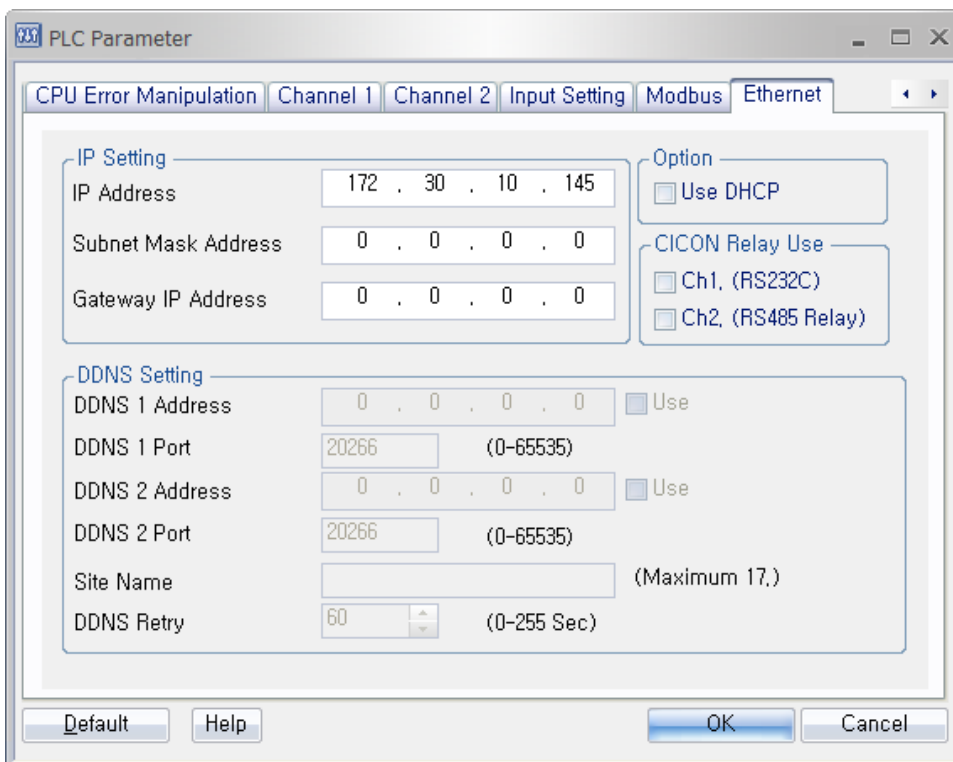 PLC Parameter
CPU Error Manipulation Channel 1 Channel 2 Input Setting Modbus Ethernet
IP Setting
IP Address 172 . 30 . 10 . 145
Subnet Mask Address 0 . 0 . 0 . 0
Gateway IP Address 0 . 0 . 0 . 0
Option
Use DHCP
CICON Relay Use
Ch1, (RS232C)
Ch2, (RS485 Relay)
DDNS Setting
DDNS 1 Address 0 . 0 . 0 . 0 Use
DDNS 1 Port 20266 (0-65535)
DDNS 2 Address 0 . 0 . 0 . 0 Use
DDNS 2 Port 20266 (0-65535)
Site Name (Maximum 17,)
DDNS Retry 60 (0-255 Sec)
Default Help OK Cancel